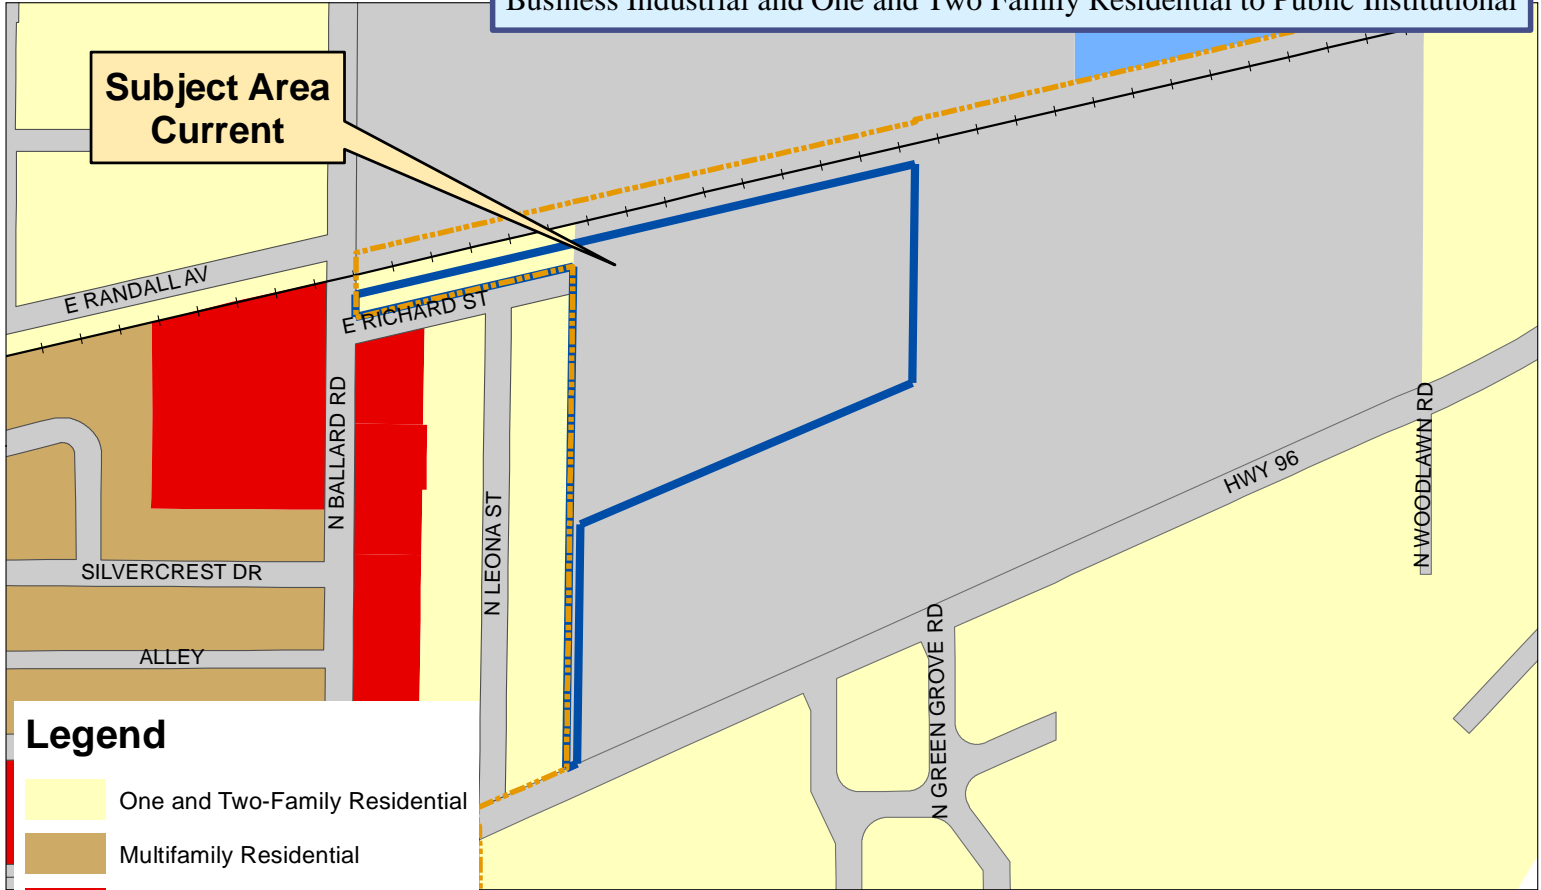 Business Industrial and One and Two Family Residential to Public Institutional
Subject Area
Current
E RANDALL AV
E RICHARD ST
N BALLARD RD
N LEONA ST
SILVERCREST DR
ALLEY
HWY 96
N WOODLAWN RD
N GREEN GROVE RD
Legend
One and Two-Family Residential
Multifamily Residential